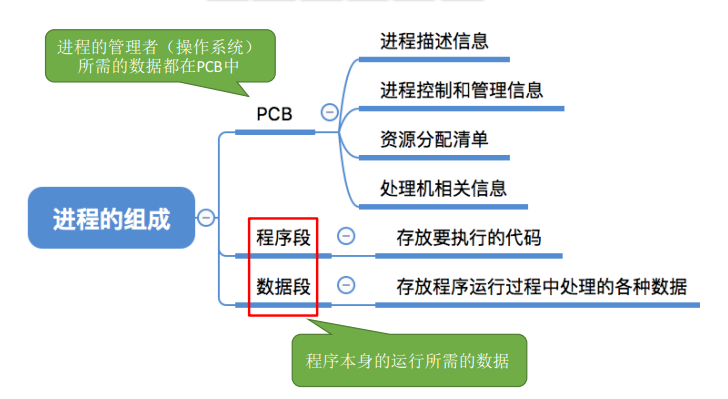 进程的管理者（操作系统）
所需的数据都在PCB中
进程描述信息
进程控制和管理信息
PCB
资源分配清单
处理机相关信息
进程的组成
程序段
存放要执行的代码
数据段
存放程序运行过程中处理的各种数据
程序本身的运行所需的数据